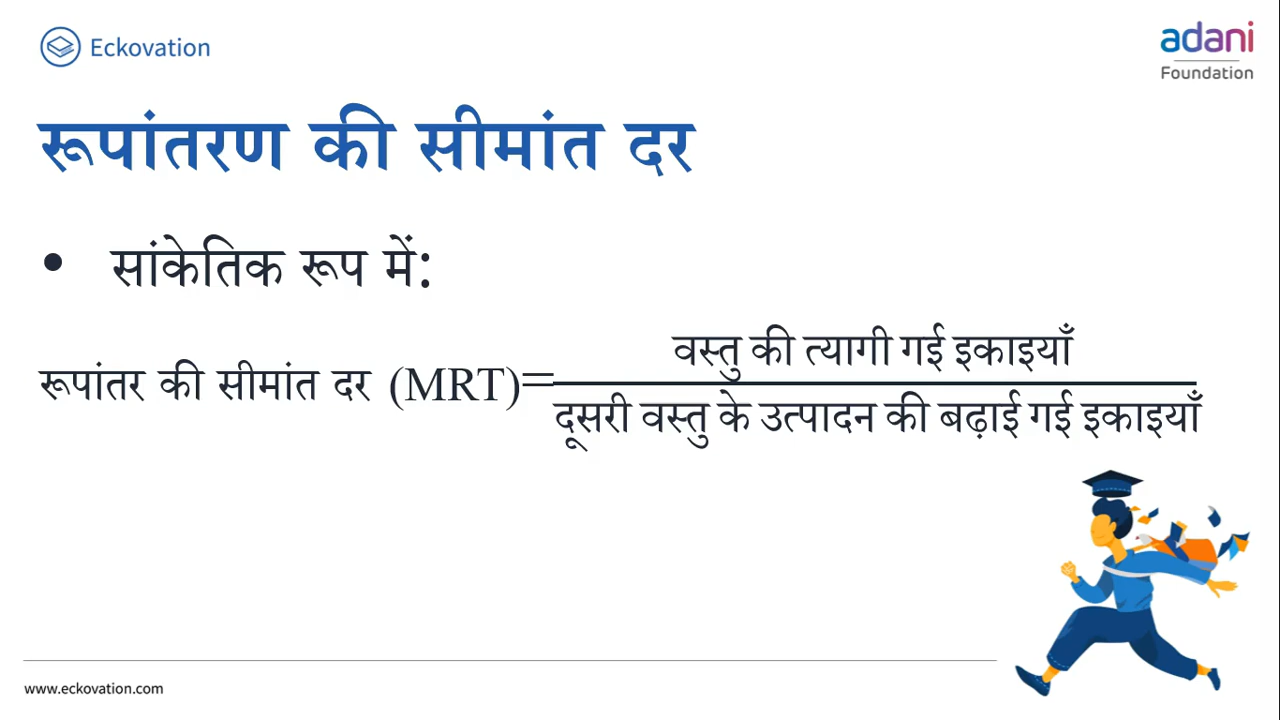 Eckovation
adani
Foundation
रूपांतरण की सीमांत दर
• सांकेतिक रूप में:
वस्तु की त्यागी गई इकाइयाँ
रूपांतर की सीमांत दर (MRT)=
दूसरी वस्तु के उत्पादन की बढ़ाई गई इकाइयाँ
www.eckovation.com